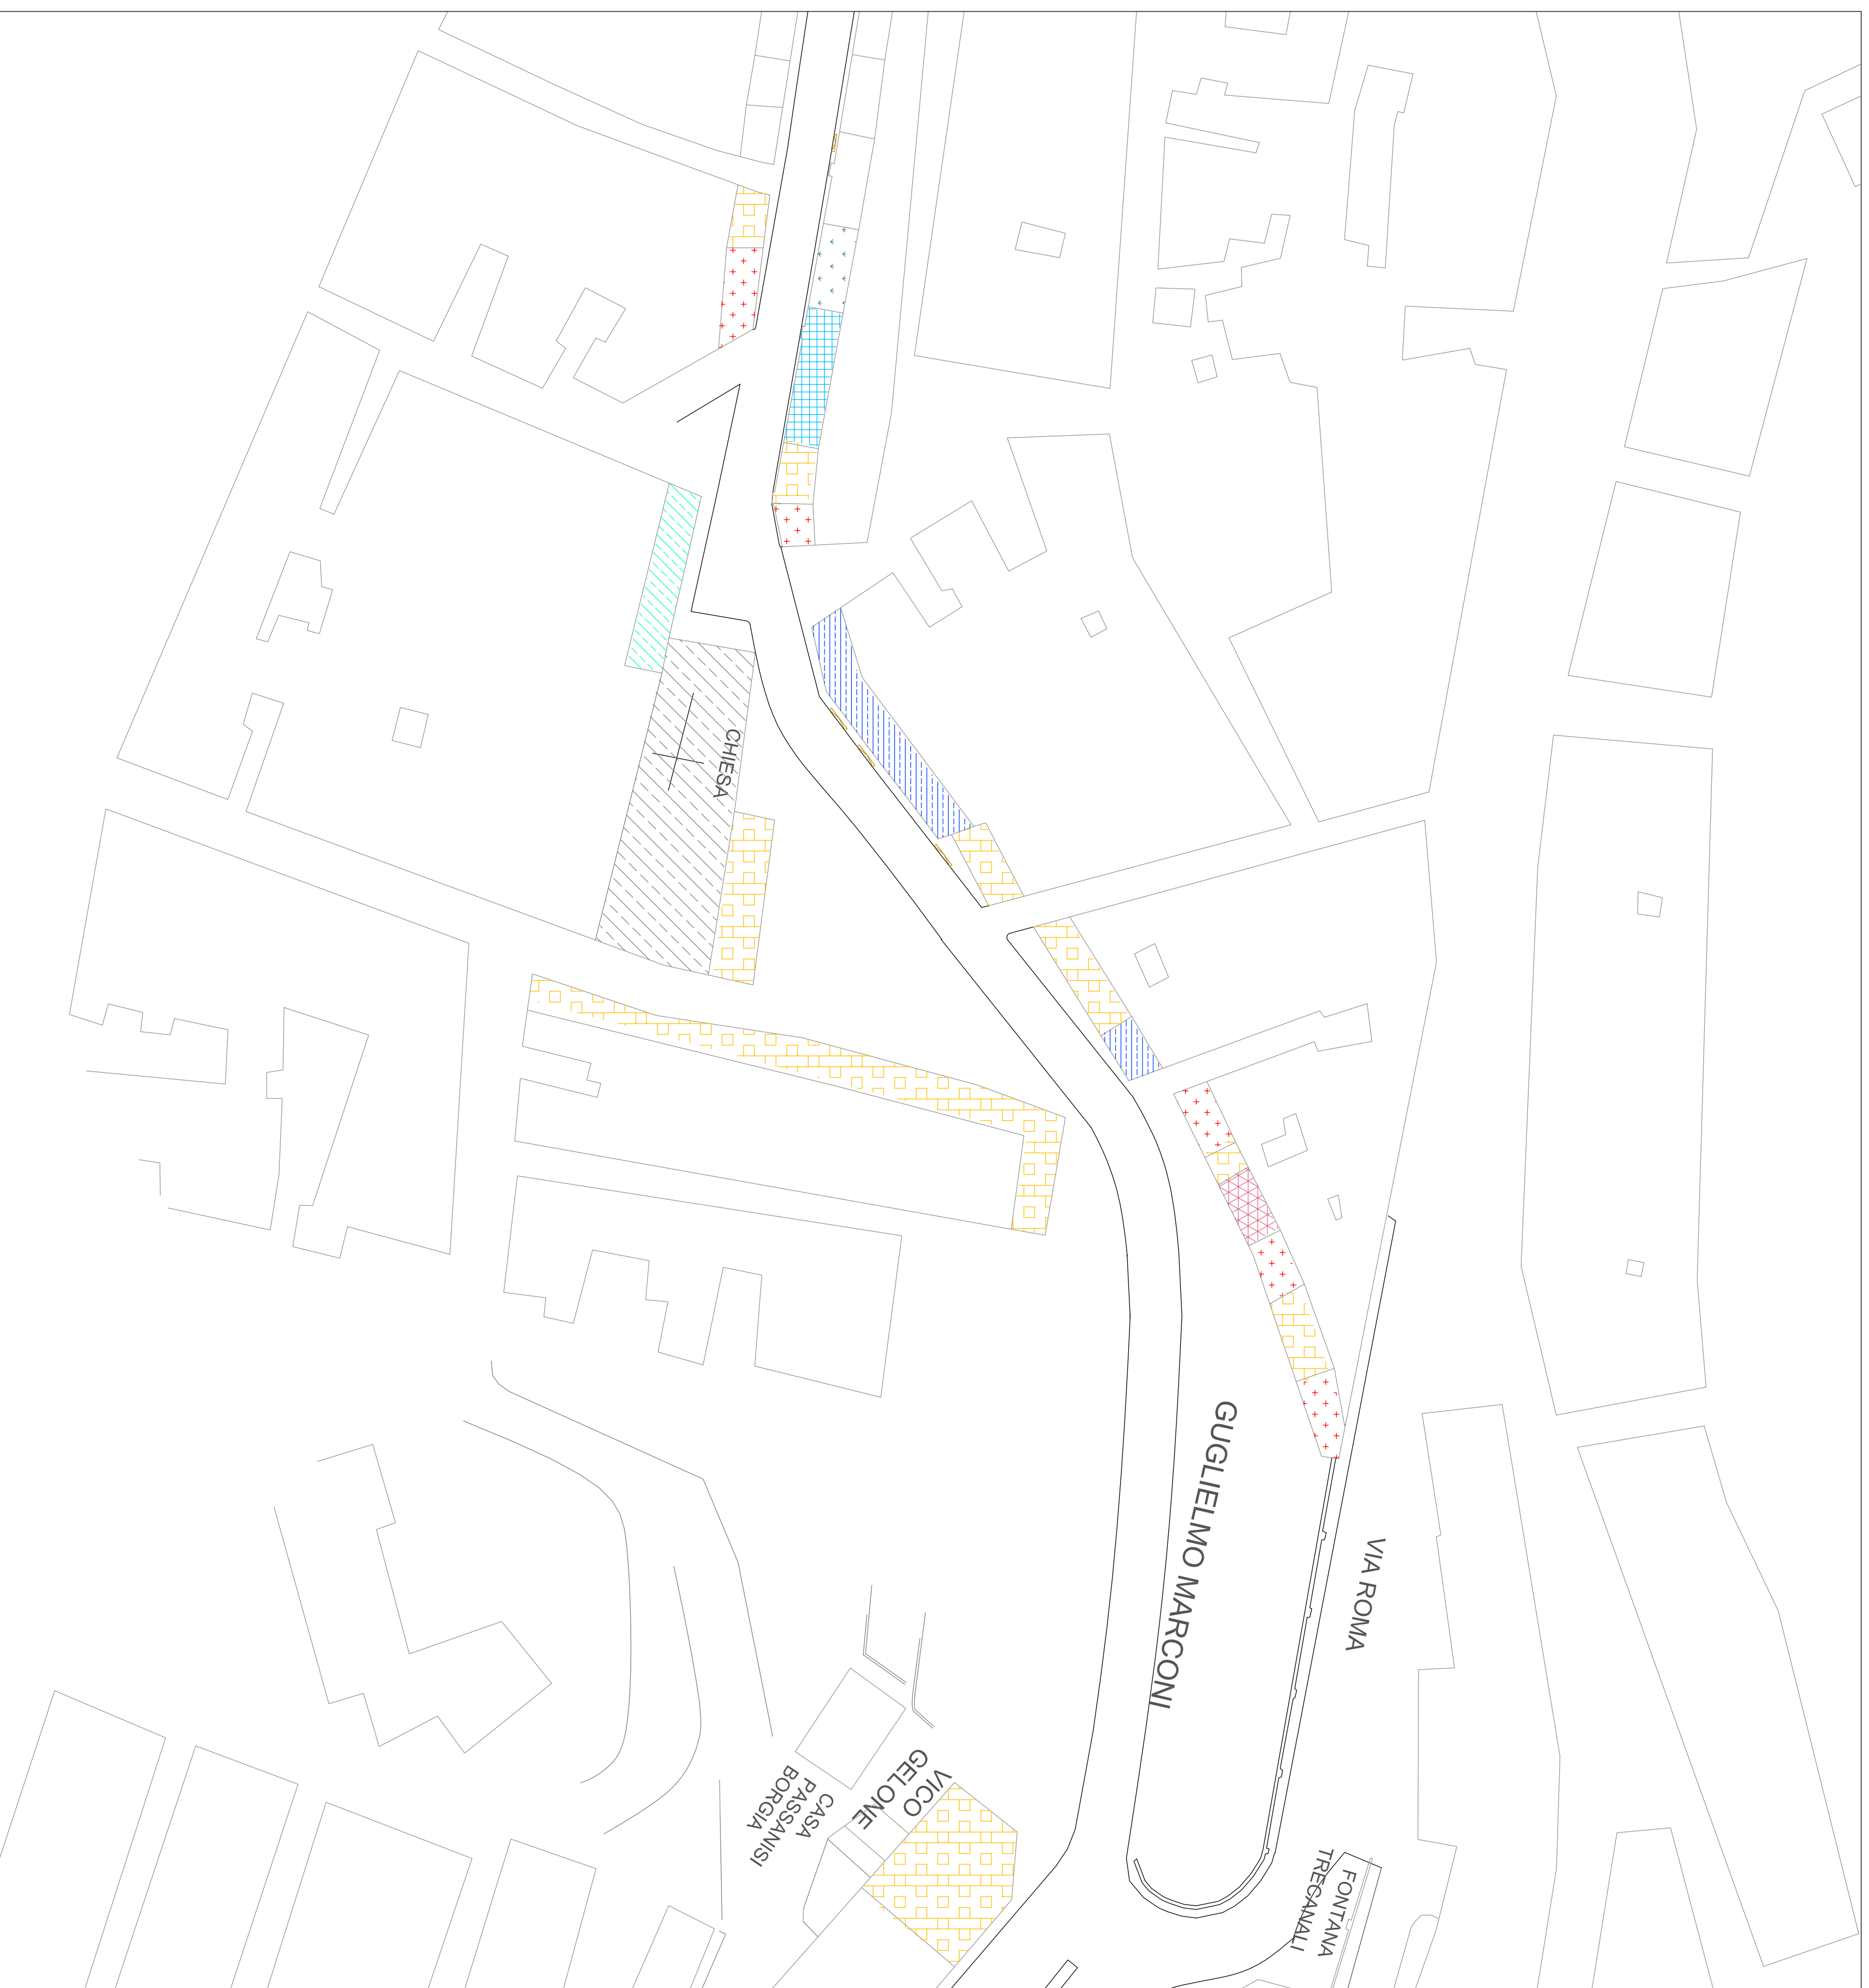 CHIESA
GUGLIELMO MARCONI
VIA ROMA
VICO
GELONE
CASA
PASSANISI
BORGIA
FONTANA
TRECANALI